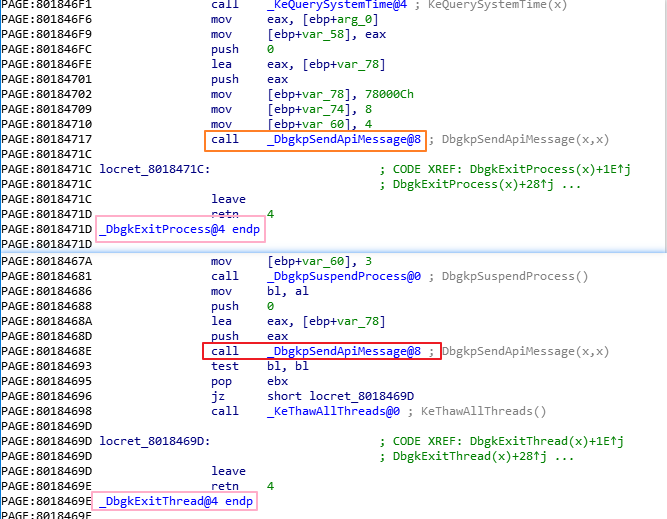 PAGE:801846F1 call _KeQuerySystemTime@4 ; KeQuerySystemTime(x)
PAGE:801846F6 mov eax, [ebp+arg_0]
PAGE:801846F9 mov [ebp+var_58], eax
PAGE:801846FC push 0
PAGE:801846FE lea eax, [ebp+var_78]
PAGE:80184701 push eax
PAGE:80184702 mov [ebp+var_78], 78000Ch
PAGE:80184709 mov [ebp+var_74], 8
PAGE:80184710 mov [ebp+var_60], 4
PAGE:80184717 call _DbgkpSendApiMessage@8 ; DbgkpSendApiMessage(x,x)
PAGE:8018471C
PAGE:8018471C locret_8018471C: ; CODE XREF: DbgkExitProcess(x)+1E↑j
PAGE:8018471C ; DbgkExitProcess(x)+28↑j ...
PAGE:8018471C leave
PAGE:8018471D retn 4
PAGE:8018471D _DbgkExitProcess@4 endp
PAGE:8018471D
PAGE:8018467A mov [ebp+var_60], 3
PAGE:80184681 call _DbgkpSuspendProcess@0 ; DbgkpSuspendProcess()
PAGE:80184686 mov bl, al
PAGE:80184688 push 0
PAGE:8018468A lea eax, [ebp+var_78]
PAGE:8018468D push eax
PAGE:8018468E call _DbgkpSendApiMessage@8 ; DbgkpSendApiMessage(x,x)
PAGE:80184693 test bl, bl
PAGE:80184695 pop ebx
PAGE:80184696 jz short locret_8018469D
PAGE:80184698 call _KeThawAllThreads@0 ; KeThawAllThreads()
PAGE:8018469D
PAGE:8018469D locret_8018469D: ; CODE XREF: DbgkExitThread(x)+1E↑j
PAGE:8018469D ; DbgkExitThread(x)+28↑j ...
PAGE:8018469D leave
PAGE:8018469E retn 4
PAGE:8018469E _DbgkExitThread@4 endp
PAGE:8018469E